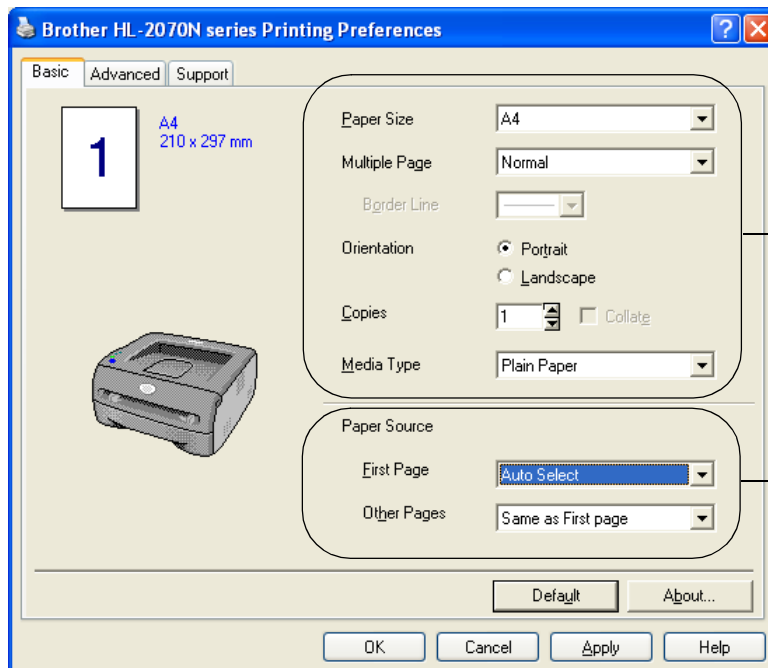 Brother HL-2070N series Printing Preferences
Basic Advanced Support
1
A4
210 x 297 mm
Paper Size A4
Multiple Page Normal
Border Line
Orientation Portrait
Landscape
Copies 1 Collate
Media Type Plain Paper
Paper Source
First Page Auto Select
Other Pages Same as First page
Default About...
OK Cancel Apply Help